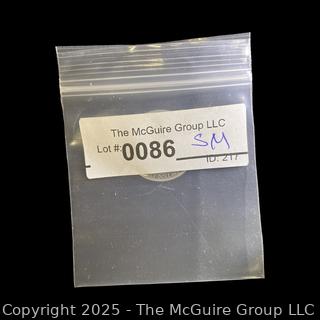 The McGuire Group LLC
Lot #: 0086 SM
ID: 217
Copyright 2025 - The McGuire Group LLC